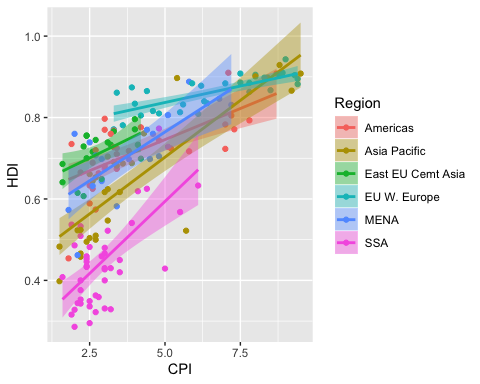 1.0
0.8
0.6
0.4
HDI
2.5 5.0 7.5
CPI
Region
Americas
Asia Pacific
East EU Cemt Asia
EU W. Europe
MENA
SSA